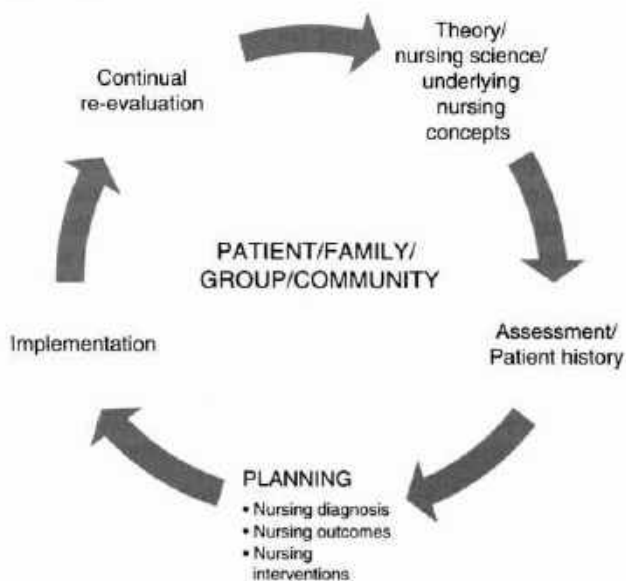 Theory/
nursing science/
underlying
nursing
concepts
Assessment/
Patient history
PLANNING
• Nursing diagnosis
• Nursing outcomes
• Nursing
interventions
Implementation
Continual
re-evaluation
PATIENT/FAMILY/
GROUP/COMMUNITY